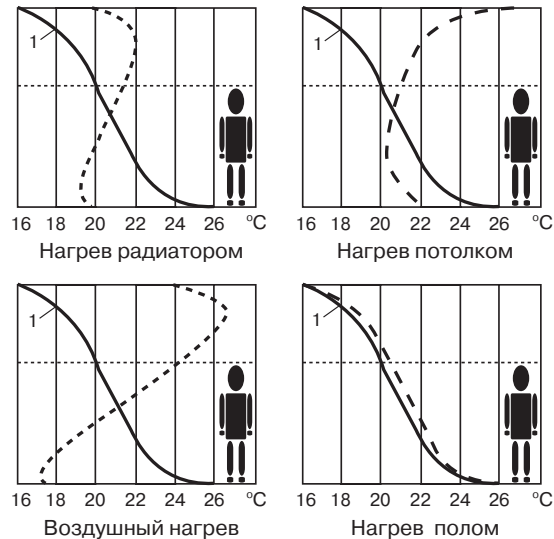 1
1
16 18 20 22 24 26 °C
16 18 20 22 24 26 °C
Нагрев радиатором
Нагрев потолком
1
1
16 18 20 22 24 26 °C
16 18 20 22 24 26 °C
Воздушный нагрев
Нагрев полом